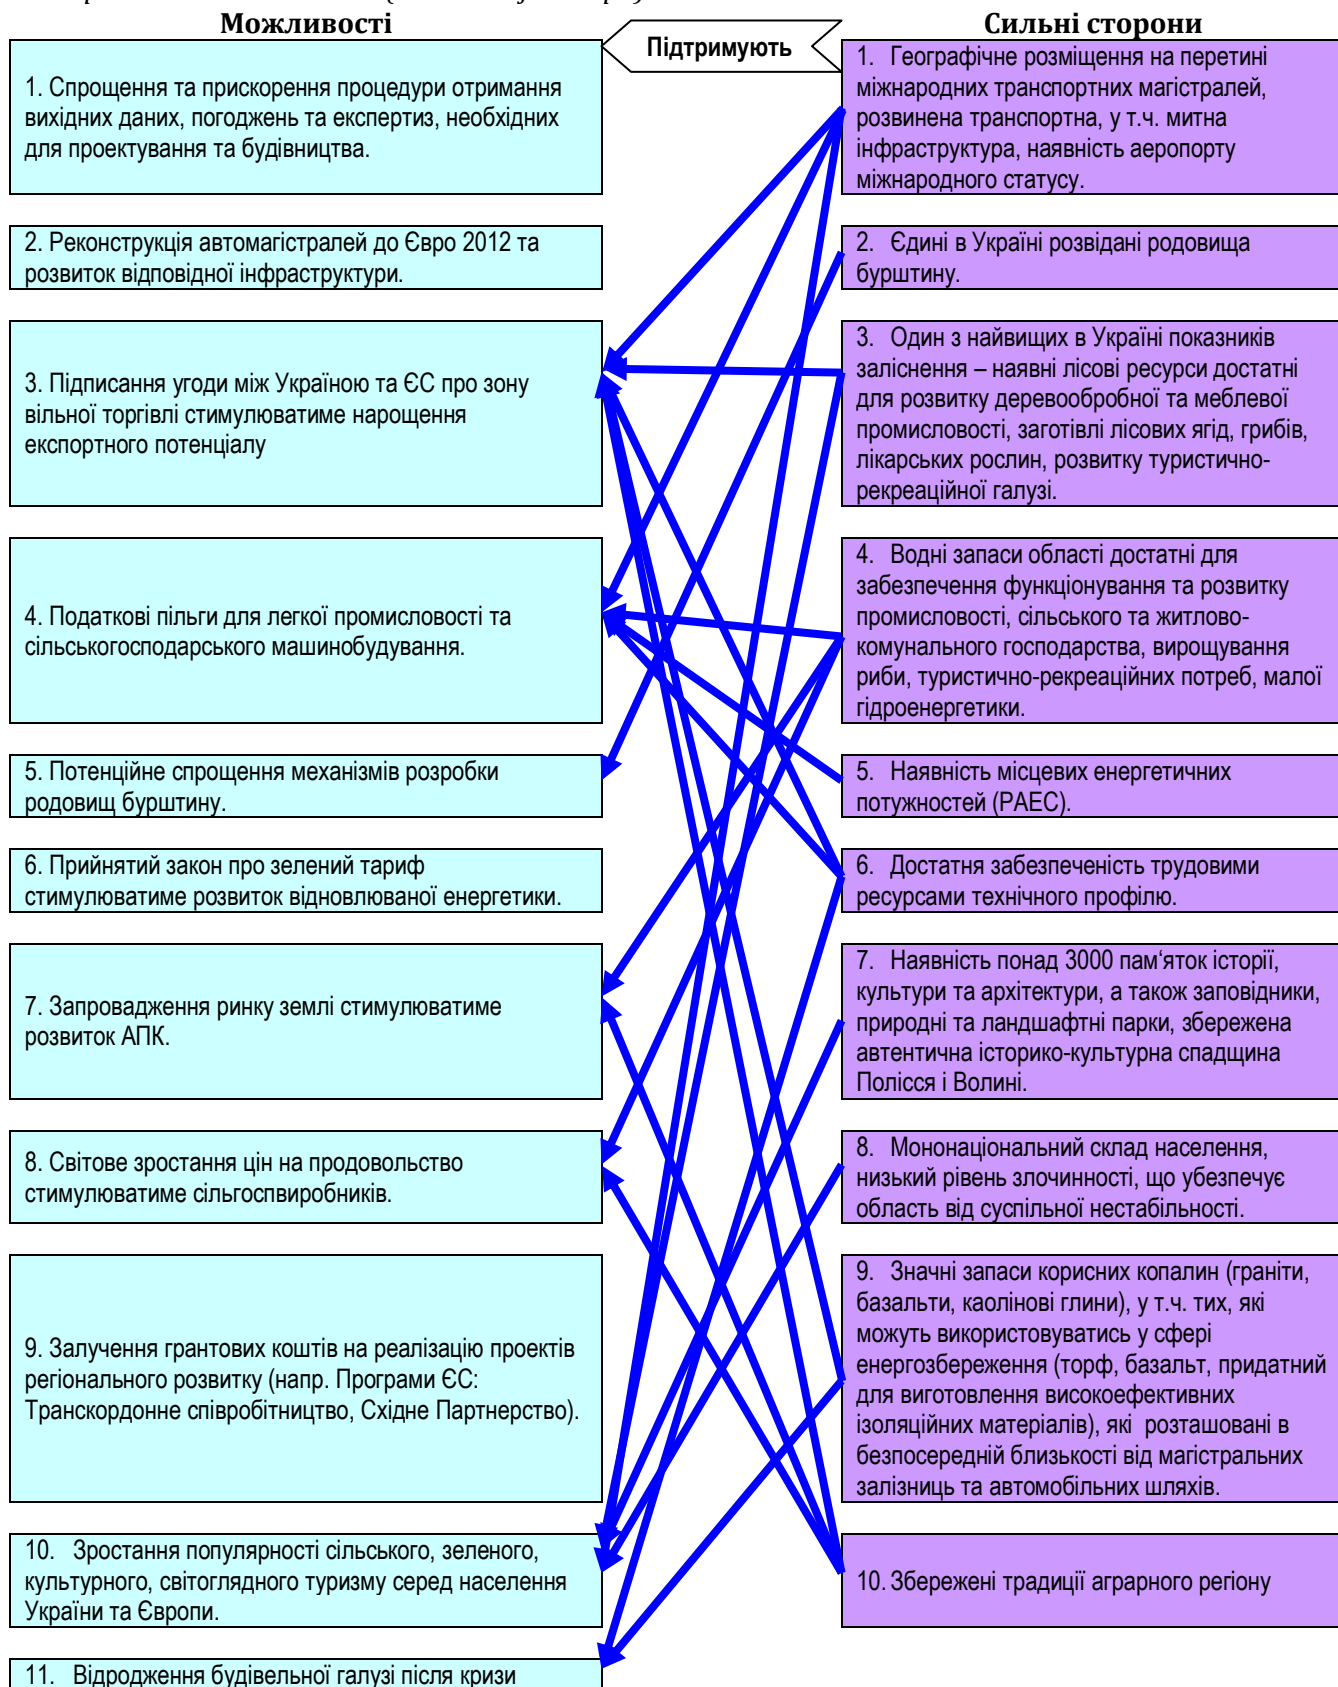 Можливості
Підтримують
Сильні сторони
1. Спрощення та прискорення процедури отримання
вихідних даних, погоджень та експертиз, необхідних
для проектування та будівництва.
2. Реконструкція автомагістралей до Євро 2012 та
розвиток відповідної інфраструктури.
3. Підписання угоди між Україною та ЄС про зону
вільної торгівлі стимулюватиме нарощення
експортного потенціалу
4. Податкові пільги для легкої промисловості та
сільськогосподарського машинобудування.
5. Потенційне спрощення механізмів розробки
родовищ бурштину.
6. Прийнятий закон про зелений тариф
стимулюватиме розвиток відновлюваної енергетики.
7. Запровадження ринку землі стимулюватиме
розвиток АПК.
8. Світове зростання цін на продовольство
стимулюватиме сільгоспвиробників.
9. Залучення грантових коштів на реалізацію проектів
регіонального розвитку (напр. Програми ЄС:
Транскордонне співробітництво, Східне Партнерство).
10. Зростання популярності сільського, зеленого,
культурного, світоглядного туризму серед населення
України та Європи.
11. Відродження будівельної галузі після кризи
1. Географічне розміщення на перетині
міжнародних транспортних магістралей,
розвинена транспортна, у т.ч. митна
інфраструктура, наявність аеропорту
міжнародного статусу.
2. Єдині в Україні розвідані родовища
бурштину.
3. Один з найвищих в Україні показників
заліснення – наявні лісові ресурси достатні
для розвитку деревообробної та меблевої
промисловості, заготівлі лісових ягід, грибів,
лікарських рослин, розвитку туристично-
рекреаційної галузі.
4. Водні запаси області достатні для
забезпечення функціонування та розвитку
промисловості, сільського та житлово-
комунального господарства, вирощування
риби, туристично-рекреаційних потреб, малої
гідроенергетики.
5. Наявність місцевих енергетичних
потужностей (РАЕС).
6. Достатня забезпеченість трудовими
ресурсами технічного профілю.
7. Наявність понад 3000 пам‘яток історії,
культури та архітектури, а також заповідники,
природні та ландшафтні парки, збережена
автентична історико-культурна спадщина
Полісся і Волині.
8. Мононаціональний склад населення,
низький рівень злочинності, що убезпечує
область від суспільної нестабільності.
9. Значні запаси корисних копалин (граніти,
базальти, каолінові глини), у т.ч. тих, які
можуть використовуватись у сфері
енергозбереження (торф, базальт, придатний
для виготовлення високоефективних
ізоляційних матеріалів), які розташовані в
безпосередній близькості від магістральних
залізниць та автомобільних шляхів.
10. Збережені традиції аграрного регіону